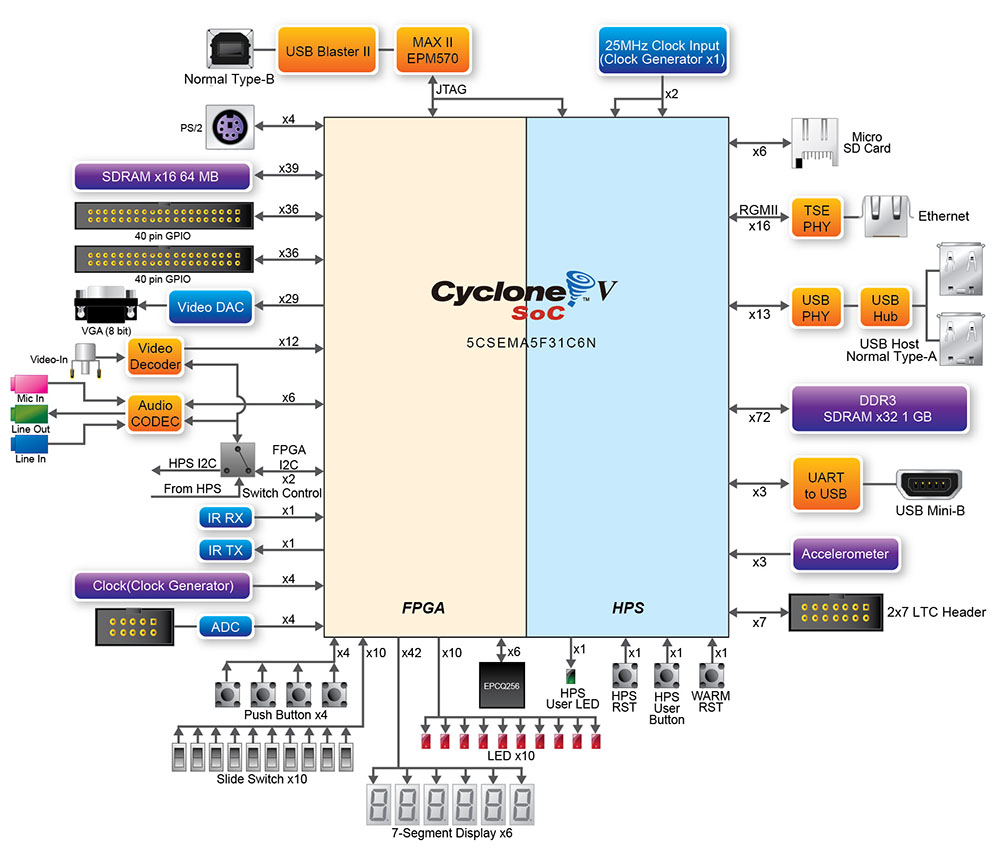 Normal Type-B
USB Blaster II
MAX II
EPM570
JTAG
25MHz Clock Input
(Clock Generator x1)
x2
PS/2
x4
SDRAM x16 64 MB
x39
x36
40 pin GPIO
x36
40 pin GPIO
VGA (8 bit)
Video DAC
x29
Video-In
Video
Decoder
x12
Mic In
Line Out
Line In
Audio
CODEC
x6
HPS I2C
From HPS
FPGA
I2C
x2
Switch Control
IR RX
x1
IR TX
x1
Clock(Clock Generator)
x4
ADC
x4
Cyclone V
TM
SoC
5CSEMA5F31C6N
FPGA
HPS
x6
Micro
SD Card
RGMII
x16
TSE
PHY
Ethernet
x13
USB
PHY
USB
Hub
USB Host
Normal Type-A
x72
DDR3
SDRAM x32 1 GB
x3
UART
to USB
USB Mini-B
x3
Accelerometer
x7
2x7 LTC Header
x4
x10
x42
x10
x6
x1
x1
x1
x1
Push Button x4
Slide Switch x10
7-Segment Display x6
LED x10
EPCQ256
HPS
User LED
HPS
RST
HPS
User
Button
WARM
RST